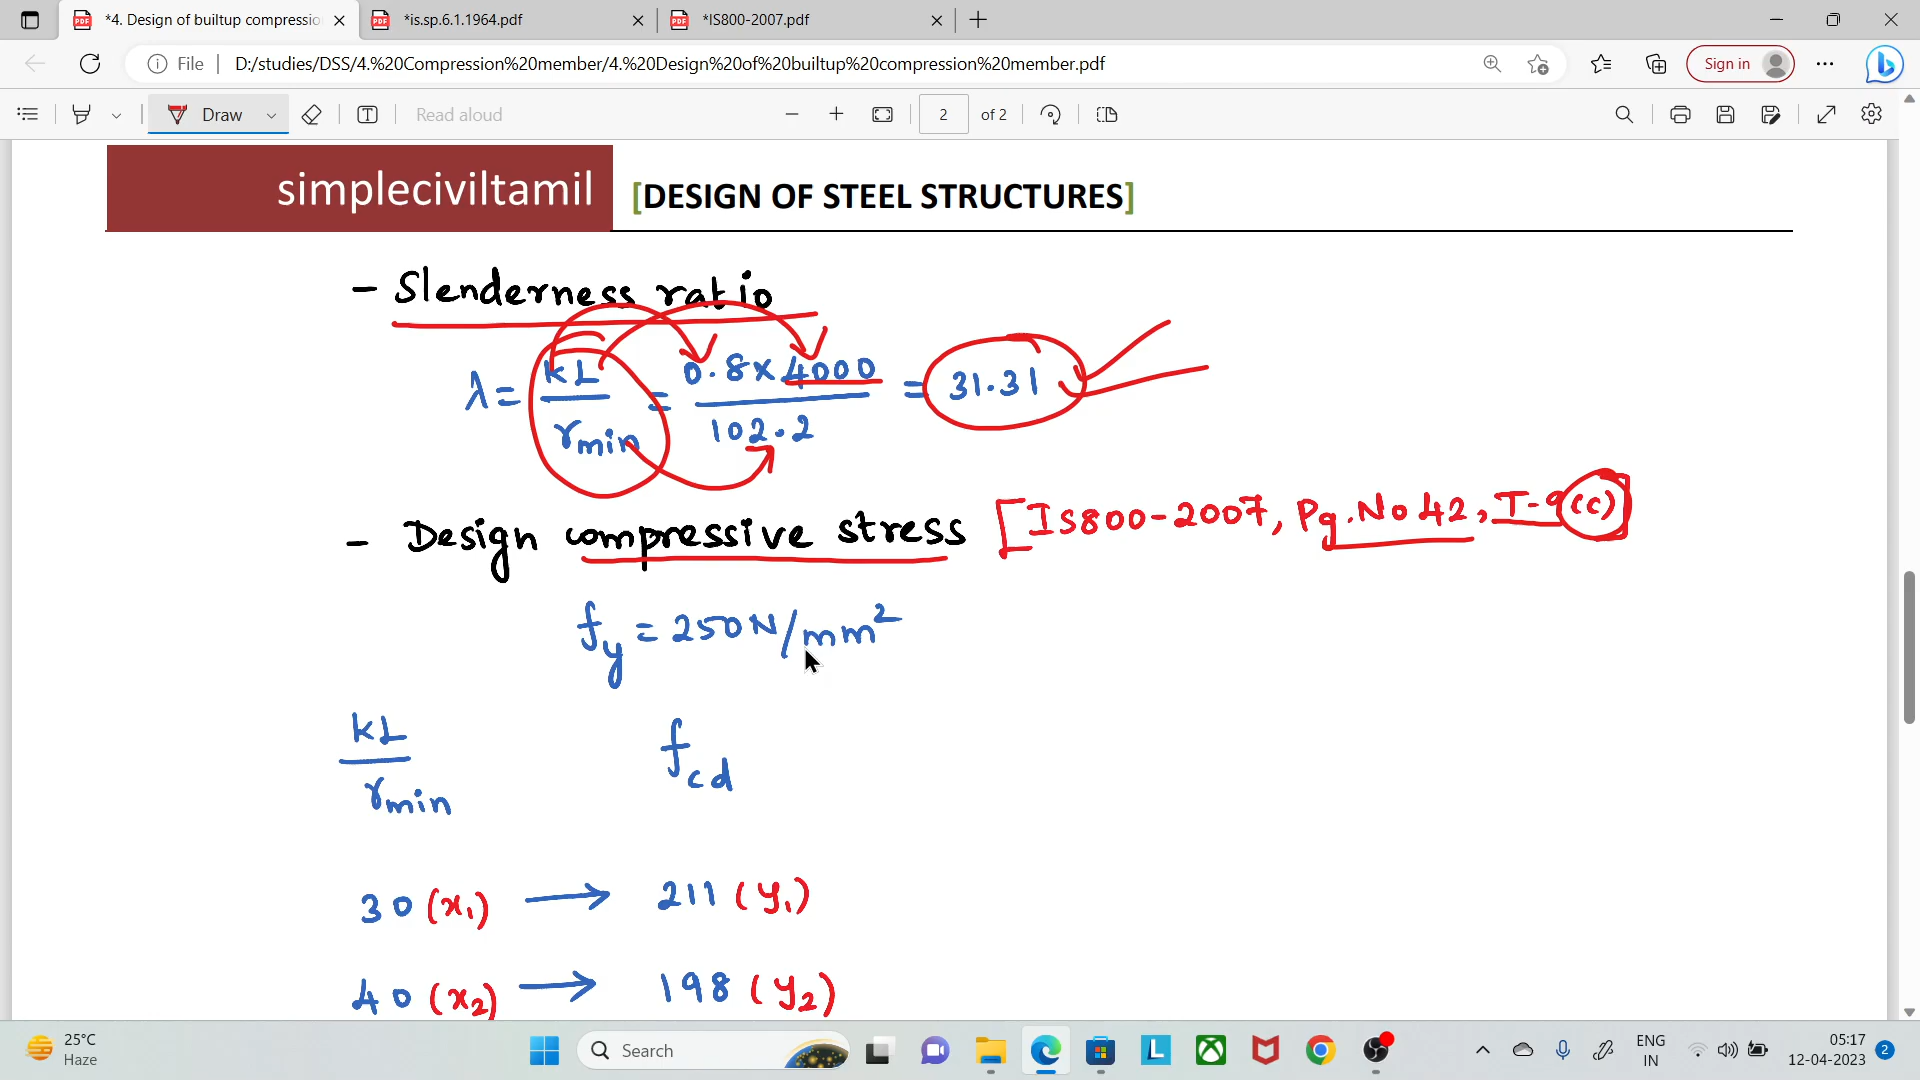 *4. Design of builtup compressio
*is.sp.6.1.1964.pdf
*IS800-2007.pdf
File
D:/studies/DSS/4.%20Compression%20member/4.%20Design%20of%20builtup%20compression%20member.pdf
Sign in
Draw
Read aloud
2 of 2
simpleciviltamil [DESIGN OF STEEL STRUCTURES]
- Slenderness ratio
λ = kL / rmin = 0.8x4000 / 102.2 = 31.31
- Design compressive stress [IS800-2007, Pg.No 42, T-9(c)]
fy = 250N/mm²
kL / rmin fcd
30 (x1) → 211 (y1)
40 (x2) → 198 (y2)
25°C
Haze
Search
ENG
IN
05:17
12-04-2023
2